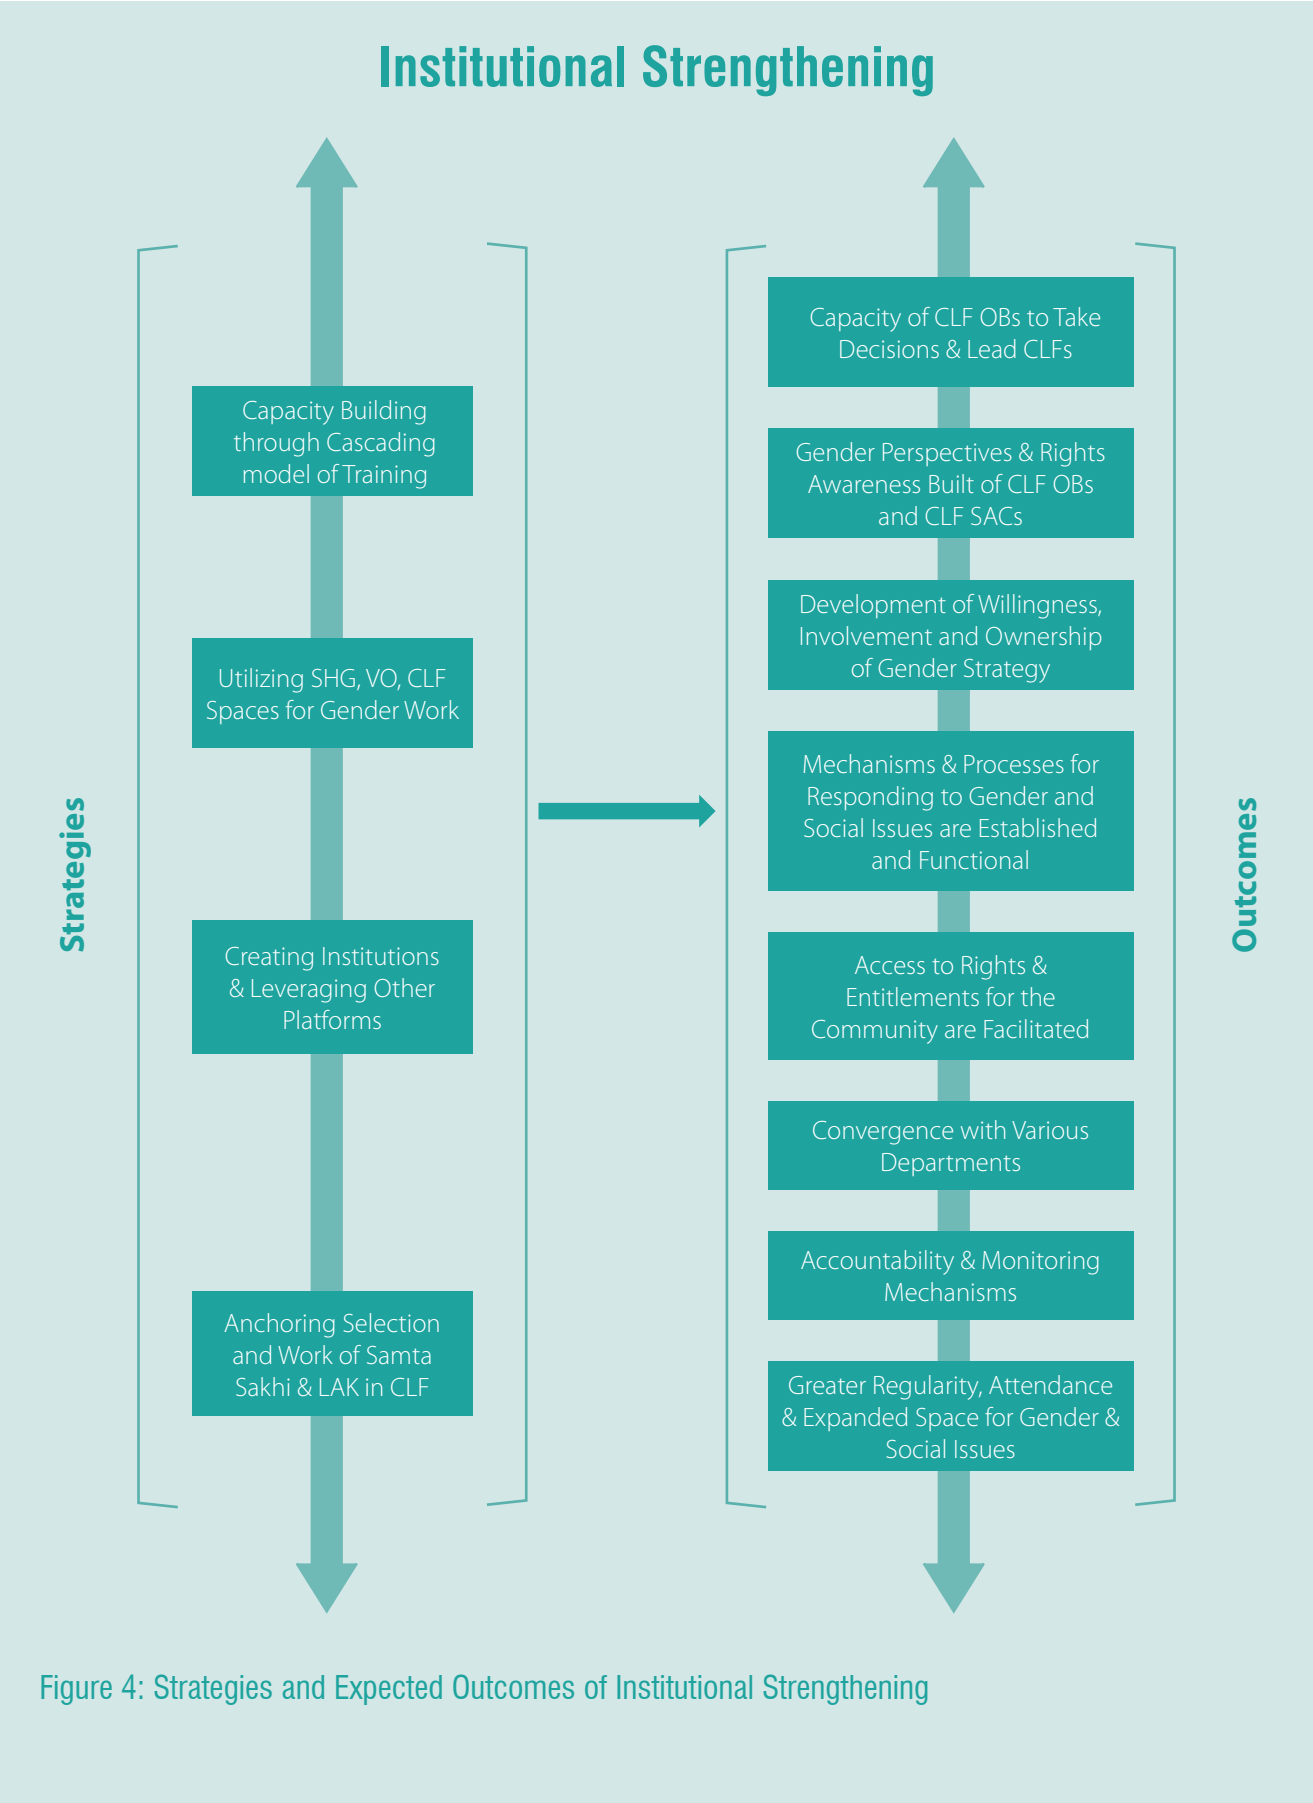 Institutional Strengthening
Strategies
Capacity Building
through Cascading
model of Training
Utilizing SHG, VO, CLF
Spaces for Gender Work
Creating Institutions
& Leveraging Other
Platforms
Anchoring Selection
and Work of Samta
Sakhi & LAK in CLF
Capacity of CLF OBs to Take
Decisions & Lead CLFs
Gender Perspectives & Rights
Awareness Built of CLF OBs
and CLF SACs
Development of Willingness,
Involvement and Ownership
of Gender Strategy
Mechanisms & Processes for
Responding to Gender and
Social Issues are Established
and Functional
Access to Rights &
Entitlements for the
Community are Facilitated
Convergence with Various
Departments
Accountability & Monitoring
Mechanisms
Greater Regularity, Attendance
& Expanded Space for Gender &
Social Issues
Outcomes
Figure 4: Strategies and Expected Outcomes of Institutional Strengthening